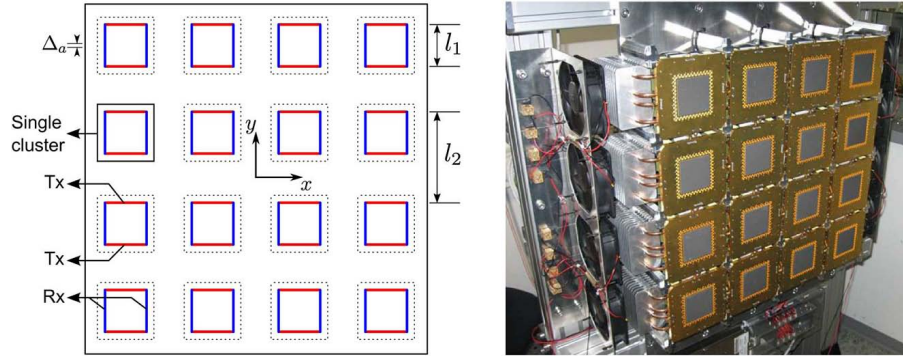 Δₐ
l₁
Single
cluster
y
x
l₂
Tx
Tx
Rx